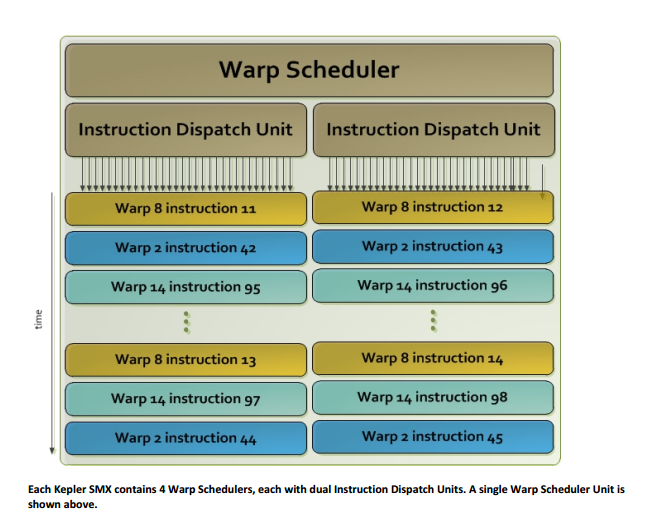 Warp Scheduler
Instruction Dispatch Unit
Instruction Dispatch Unit
Warp 8 instruction 11
Warp 8 instruction 12
Warp 2 instruction 42
Warp 2 instruction 43
Warp 14 instruction 95
Warp 14 instruction 96
time
Warp 8 instruction 13
Warp 8 instruction 14
Warp 14 instruction 97
Warp 14 instruction 98
Warp 2 instruction 44
Warp 2 instruction 45
Each Kepler SMX contains 4 Warp Schedulers, each with dual Instruction Dispatch Units. A single Warp Scheduler Unit is
shown above.